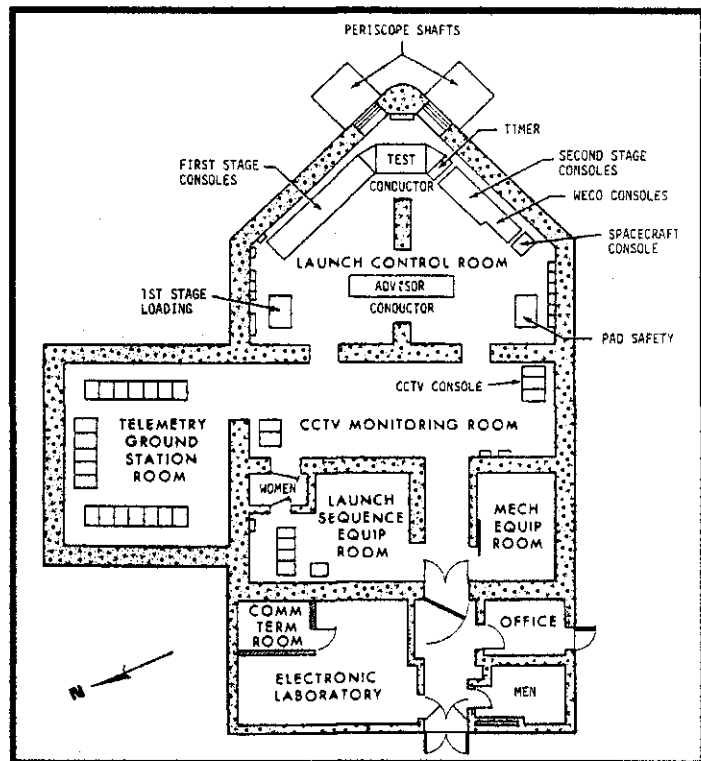 PERISCOPE SHAFTS
TIMER
FIRST STAGE
CONSOLES
TEST
CONDUCTOR
SECOND STAGE
CONSOLES
WECO CONSOLES
SPACECRAFT
CONSOLE
LAUNCH CONTROL ROOM
1ST STAGE
LOADING
ADVISOR
CONDUCTOR
PAD SAFETY
CCTV CONSOLE
TELEMETRY
GROUND
STATION
ROOM
CCTV MONITORING ROOM
WOMEN
LAUNCH
SEQUENCE
EQUIP
ROOM
MECH
EQUIP
ROOM
COMM
TERM
ROOM
OFFICE
ELECTRONIC
LABORATORY
MEN
N